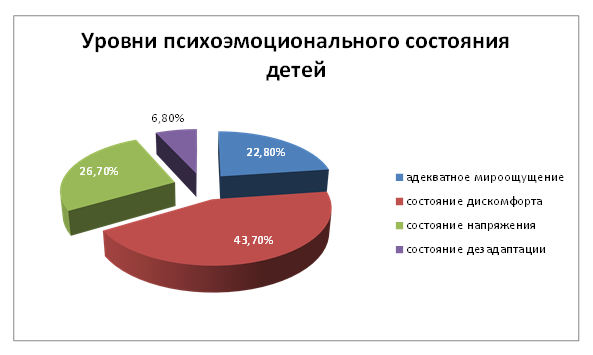 Уровни психоэмоционального состояния
детей
6,80%
22,80%
26,70%
43,70%
адекватное мироощущение
состояние дискомфорта
состояние напряжения
состояние дезадаптации